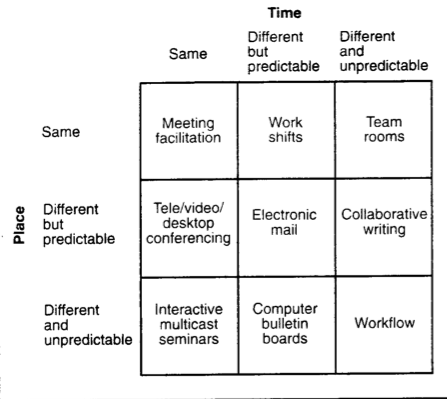 Time
Same
Different
but
predictable
Different
and
unpredictable
Place
Same
Meeting
facilitation
Work
shifts
Team
rooms
Different
but
predictable
Tele/video/
desktop
conferencing
Electronic
mail
Collaborative
writing
Different
and
unpredictable
Interactive
multicast
seminars
Computer
bulletin
boards
Workflow